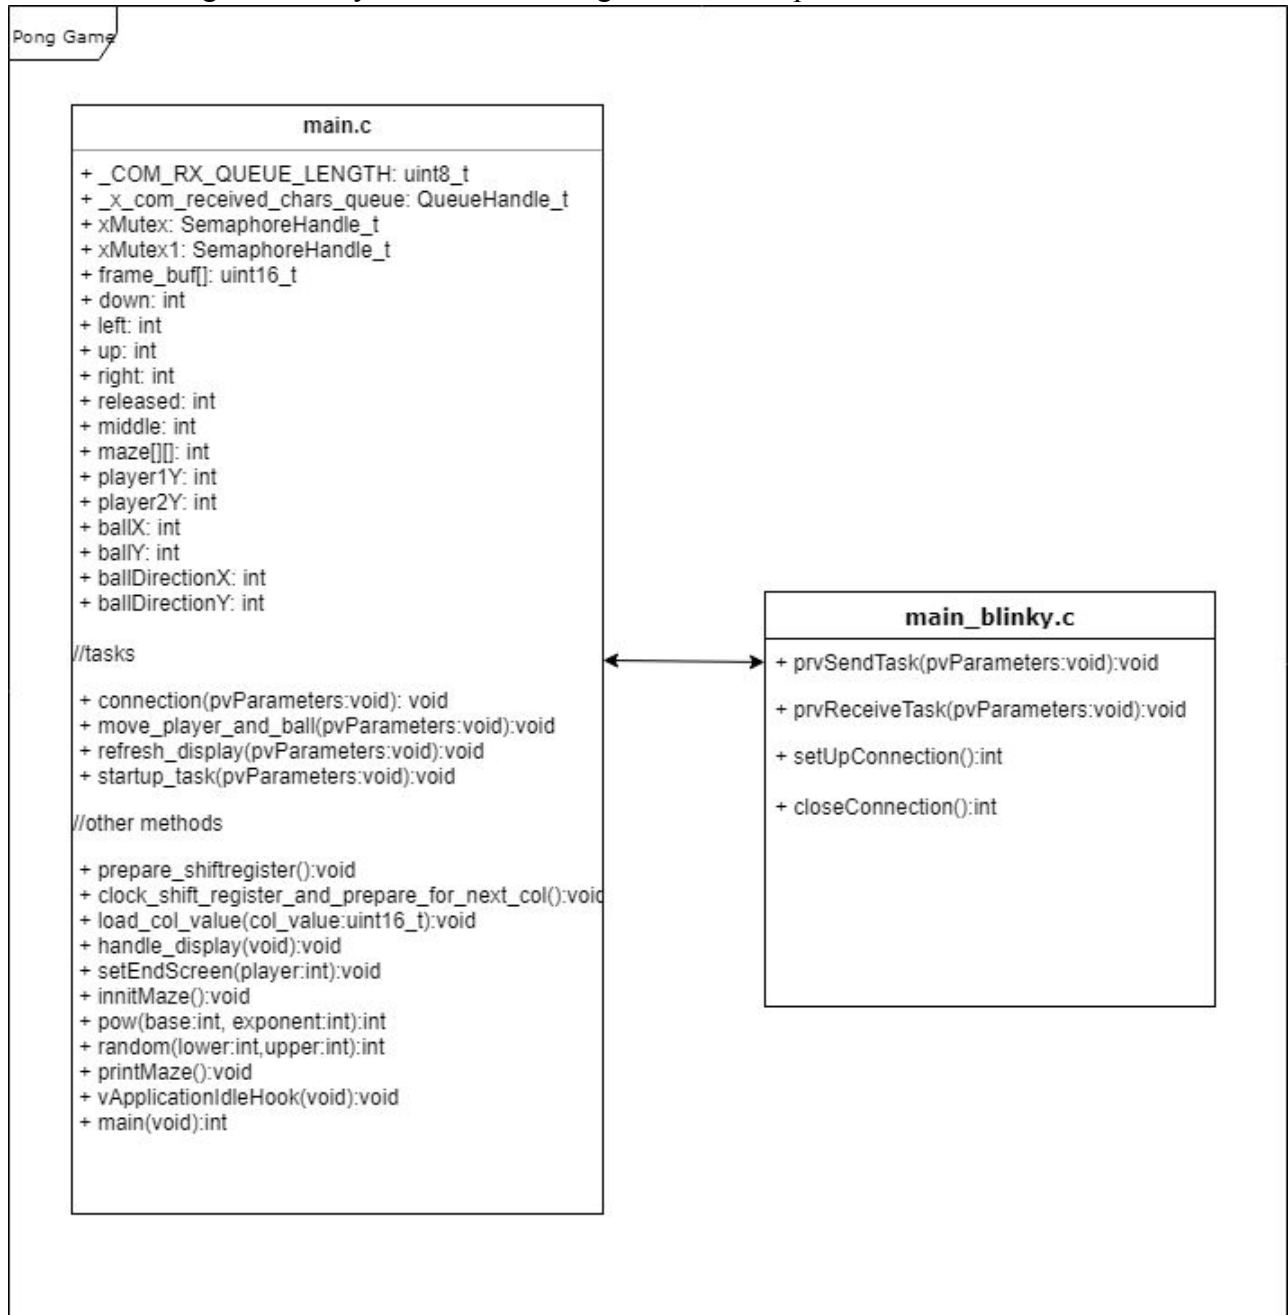 Pong Game
main.c
+ _COM_RX_QUEUE_LENGTH: uint8_t
+ _x_com_received_chars_queue: QueueHandle_t
+ xMutex: SemaphoreHandle_t
+ xMutex1: SemaphoreHandle_t
+ frame_buf[]: uint16_t
+ down: int
+ left: int
+ up: int
+ right: int
+ released: int
+ middle: int
+ maze[][]: int
+ player1Y: int
+ player2Y: int
+ ballX: int
+ ballY: int
+ ballDirectionX: int
+ ballDirectionY: int
//tasks
+ connection(pvParameters:void): void
+ move_player_and_ball(pvParameters:void):void
+ refresh_display(pvParameters:void):void
+ startup_task(pvParameters:void):void
//other methods
+ prepare_shiftregister():void
+ clock_shift_register_and_prepare_for_next_col():void
+ load_col_value(col_value:uint16_t):void
+ handle_display(void):void
+ setEndScreen(player:int):void
+ innitMaze():void
+ pow(base:int, exponent:int):int
+ random(lower:int,upper:int):int
+ printMaze():void
+ vApplicationIdleHook(void):void
+ main(void):int
main_blinky.c
+ prvSendTask(pvParameters:void):void
+ prvReceiveTask(pvParameters:void):void
+ setUpConnection():int
+ closeConnection():int